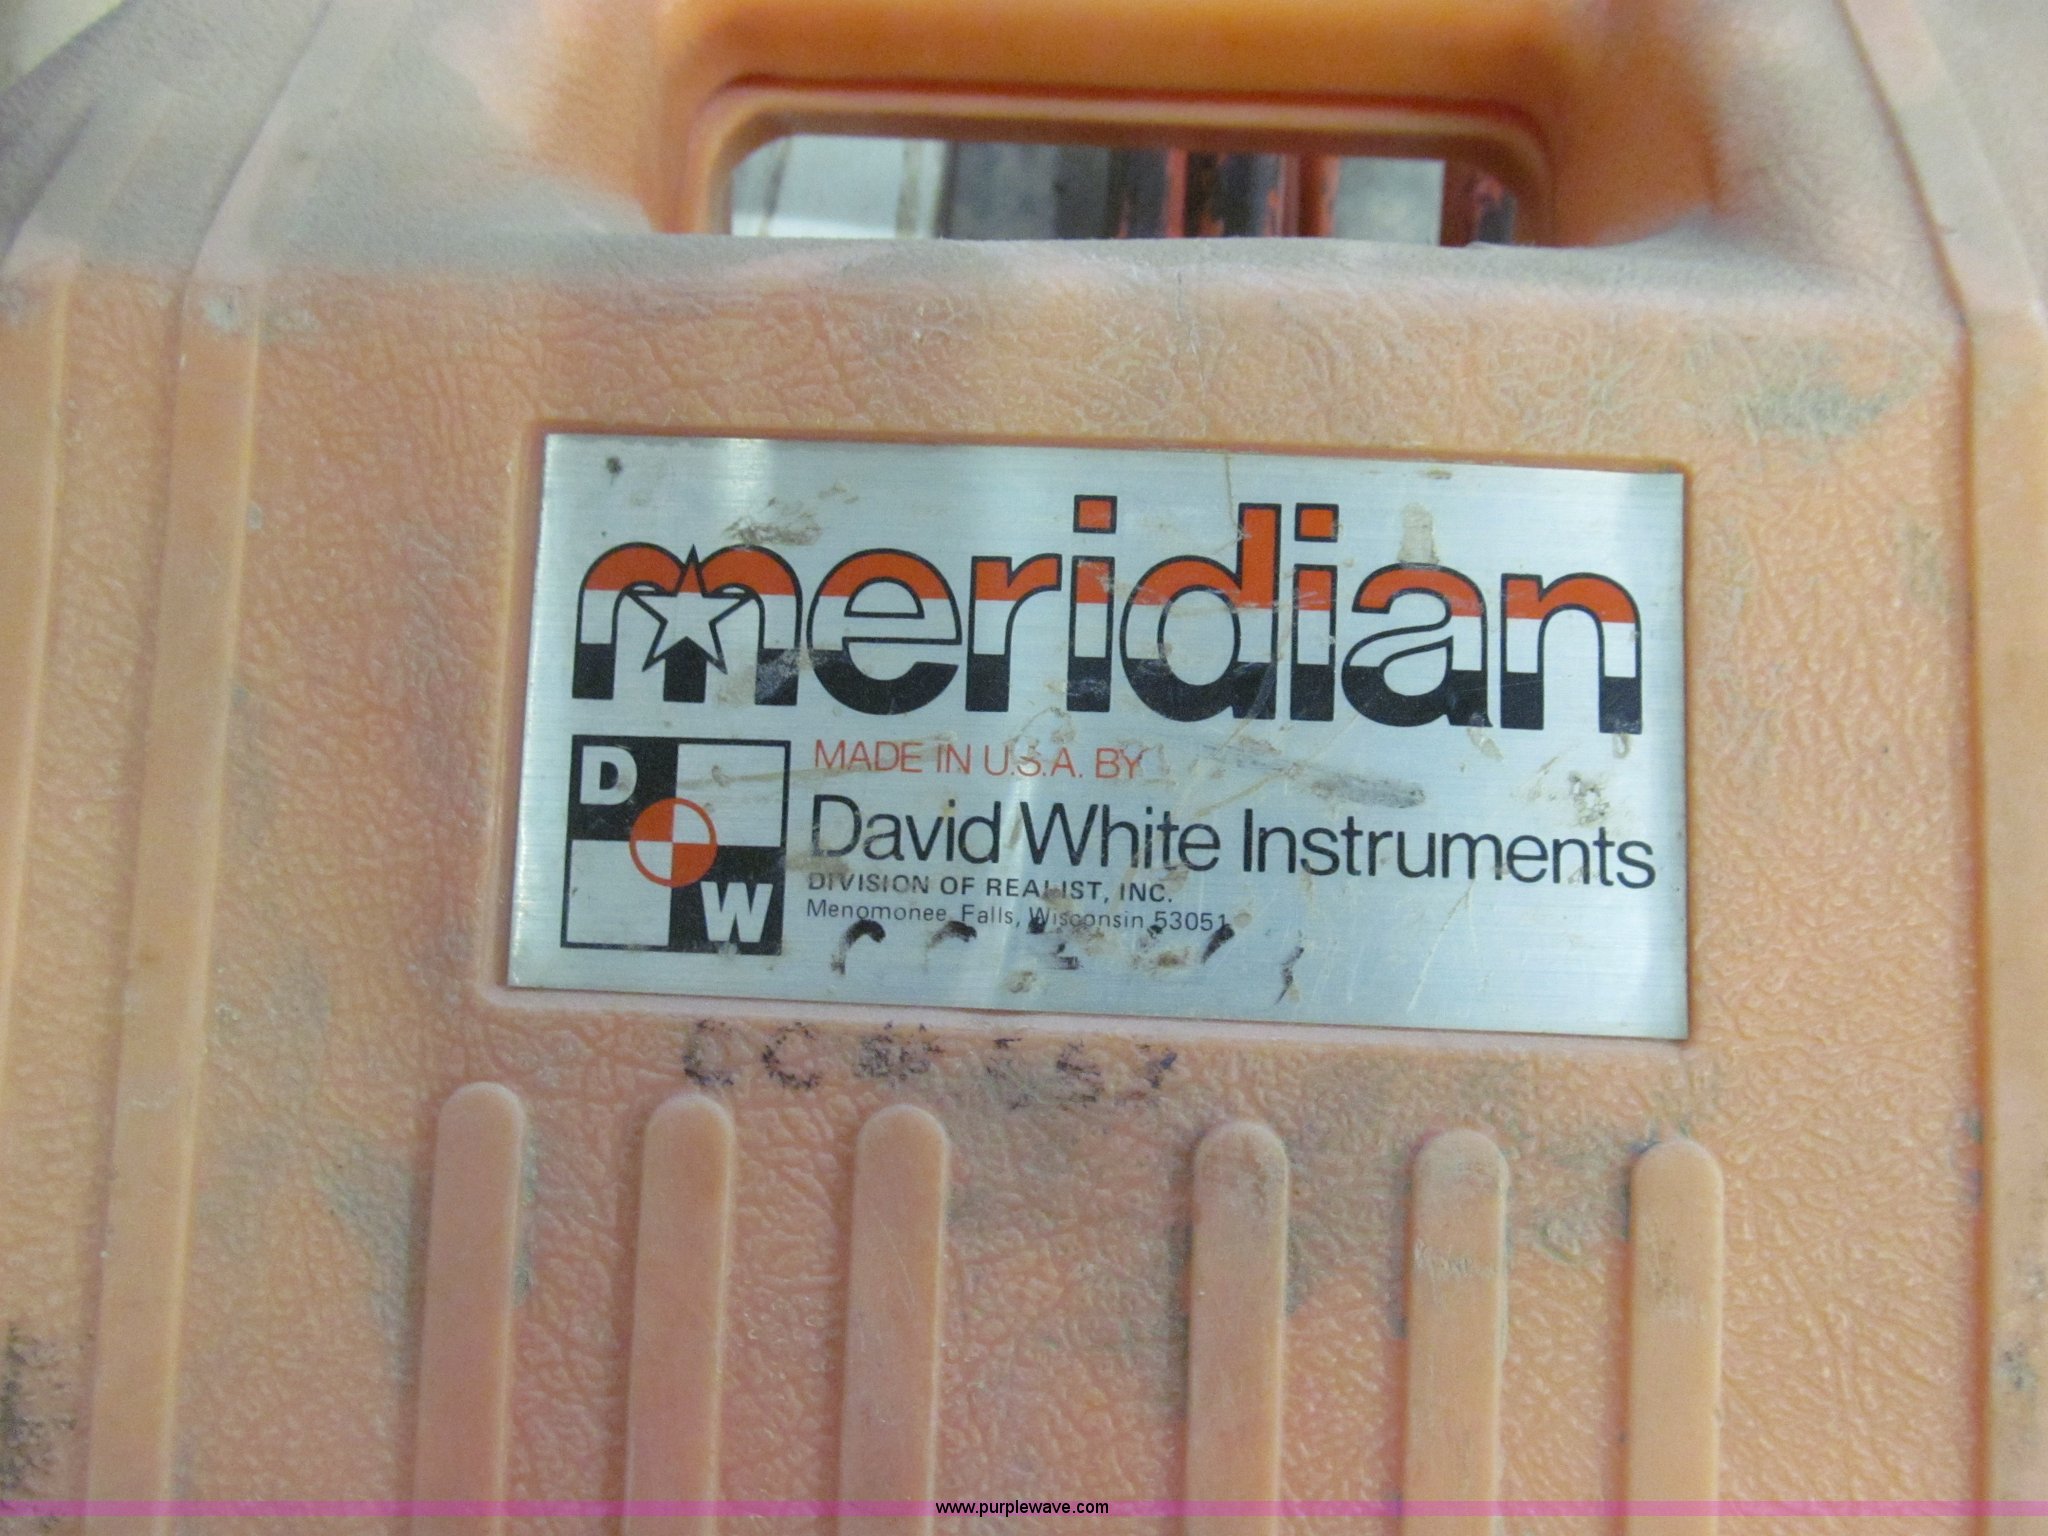 meridian
D
W
MADE IN U.S.A. BY
David White Instruments
DIVISION OF REALIST, INC.
Menomonee Falls, Wisconsin 53051
www.purplewave.com